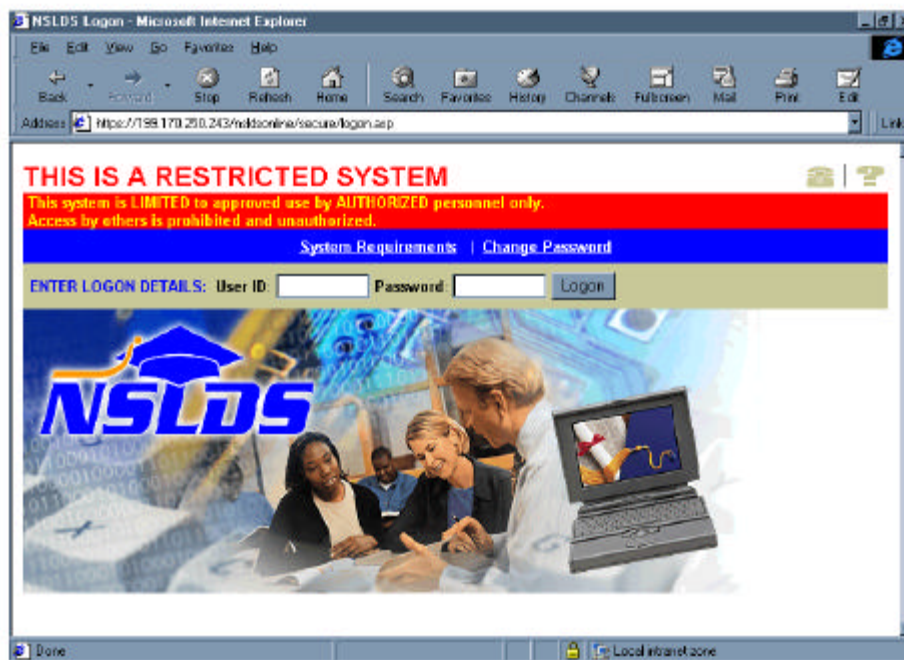 NSLDS Logon - Microsoft Internet Explorer
File Edit View Go Favorites Help
Back Forward Stop Refresh Home Search Favorites History Channels Fullscreen Mail Print Edit
Address https://199.170.250.243/nsldsonline/secure/logon.asp Link
THIS IS A RESTRICTED SYSTEM
This system is LIMITED to approved use by AUTHORIZED personnel only.
Access by others is prohibited and unauthorized.
System Requirements | Change Password
ENTER LOGON DETAILS: User ID: Password: Logon
NSLDS
Done Local intranet zone